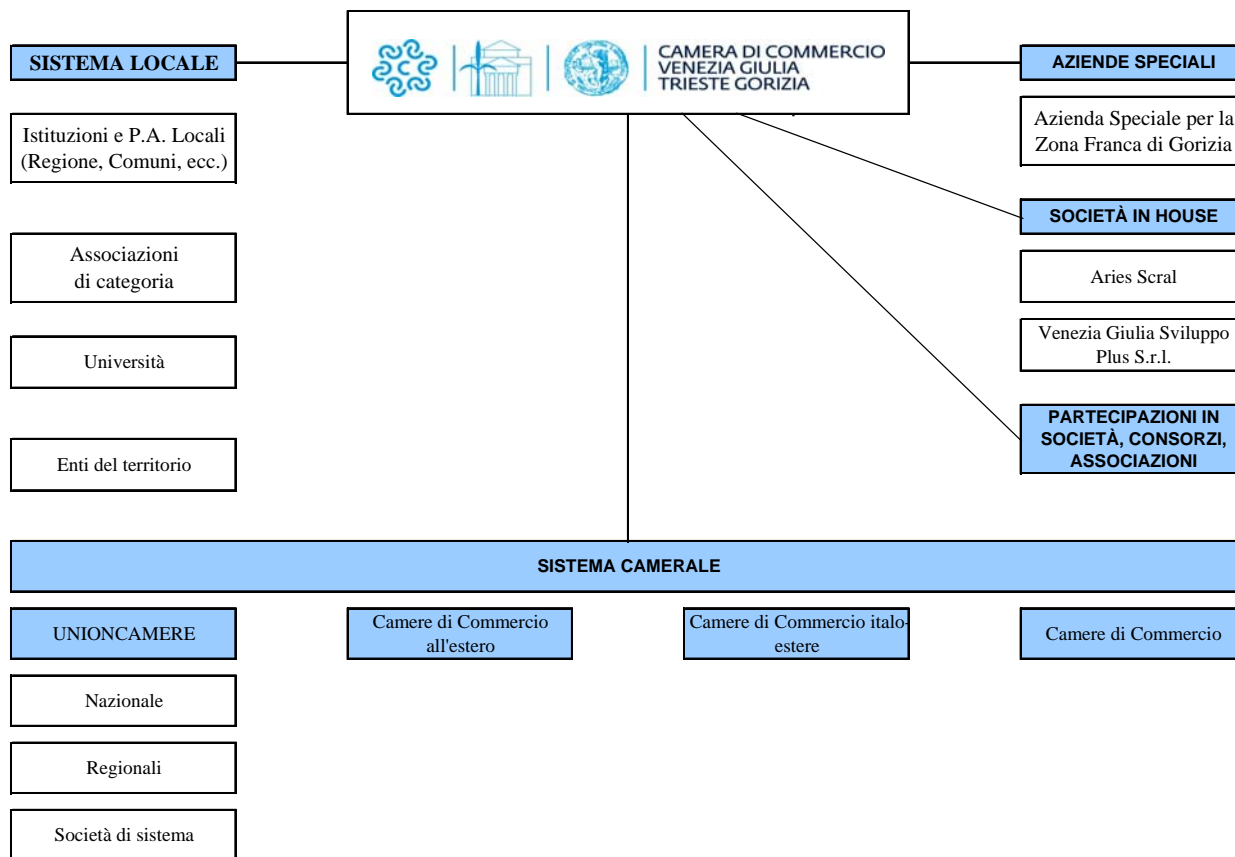 SISTEMA LOCALE
CAMERA DI COMMERCIO
VENEZIA GIULIA
TRIESTE GORIZIA
AZIENDE SPECIALI
Istituzioni e P.A. Locali
(Regione, Comuni, ecc.)
Azienda Speciale per la
Zona Franca di Gorizia
SOCIETÀ IN HOUSE
Associazioni
di categoria
Aries Scral
Università
Venezia Giulia Sviluppo
Plus S.r.l.
Enti del territorio
PARTECIPAZIONI IN
SOCIETÀ, CONSORZI,
ASSOCIAZIONI
SISTEMA CAMERALE
UNIONCAMERE
Camere di Commercio
all'estero
Camere di Commercio italo-
estere
Camere di Commercio
Nazionale
Regionali
Società di sistema